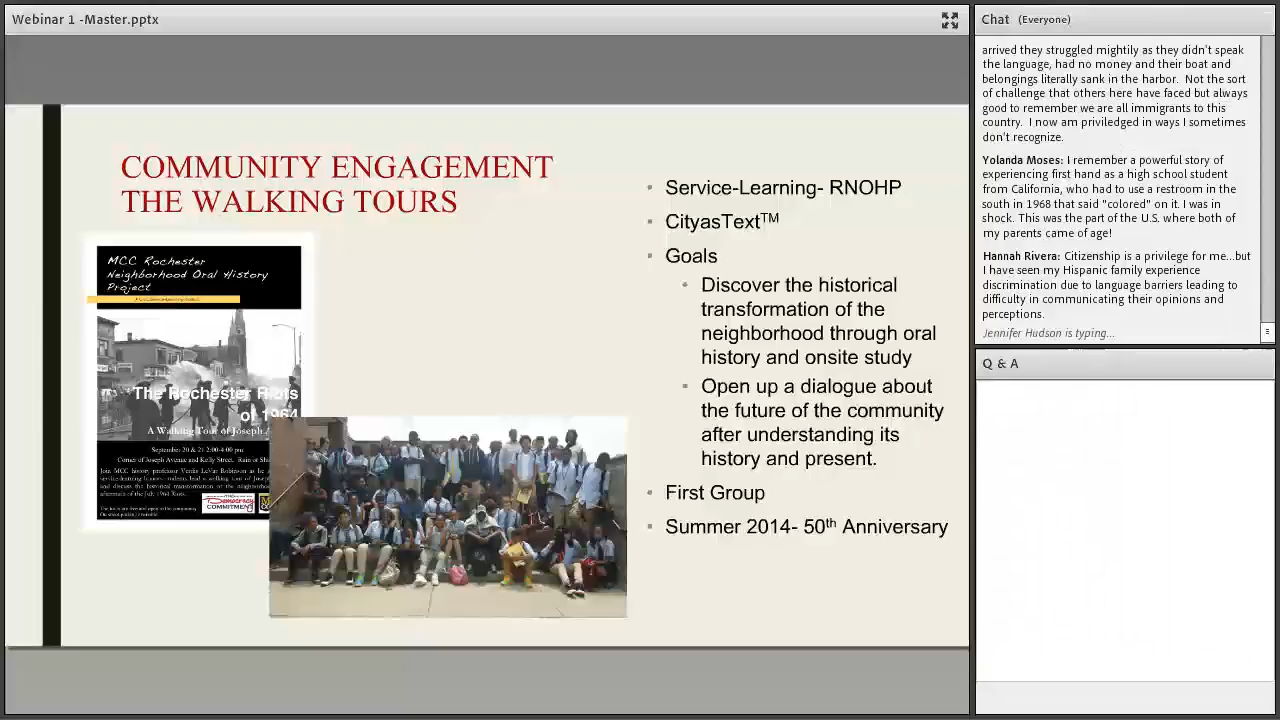 Webinar 1 -Master.pptx
COMMUNITY ENGAGEMENT
THE WALKING TOURS
MCC Rochester
Neighborhood Oral History
Project
The Rochester Riots
of 1964
A Walking Tour of Joseph
September 20 & 21 2:00-4:00 pm
Corner of Joseph Avenue and Kelly Street. Rain or
Join MCC history professor Verdis LeVar Robinson as he
service-learning honors students lead a walking tour of
and discuss the historical transformation of the neighborhood
aftermath of the July 1964 Riots.
THE
Democracy
COMMITMENT
Service-Learning- RNOHP
CityasText™
Goals
Discover the historical
transformation of the
neighborhood through oral
history and onsite study
Open up a dialogue about
the future of the community
after understanding its
history and present.
First Group
Summer 2014- 50th Anniversary
Chat (Everyone)
arrived they struggled mightily as they didn't speak
the language, had no money and their boat and
belongings literally sank in the harbor. Not the sort
of challenge that others here have faced but always
good to remember we are all immigrants to this
country. I now am priviledged in ways I sometimes
don't recognize.
Yolanda Moses: I remember a powerful story of
experiencing first hand as a high school student
from California, who had to use a restroom in the
south in 1968 that said "colored" on it. I was in
shock. This was the part of the U.S. where both of
my parents came of age!
Hannah Rivera: Citizenship is a privilege for me...but
I have seen my Hispanic family experience
discrimination due to language barriers leading to
difficulty in communicating their opinions and
perceptions.
Jennifer Hudson is typing...
Q & A